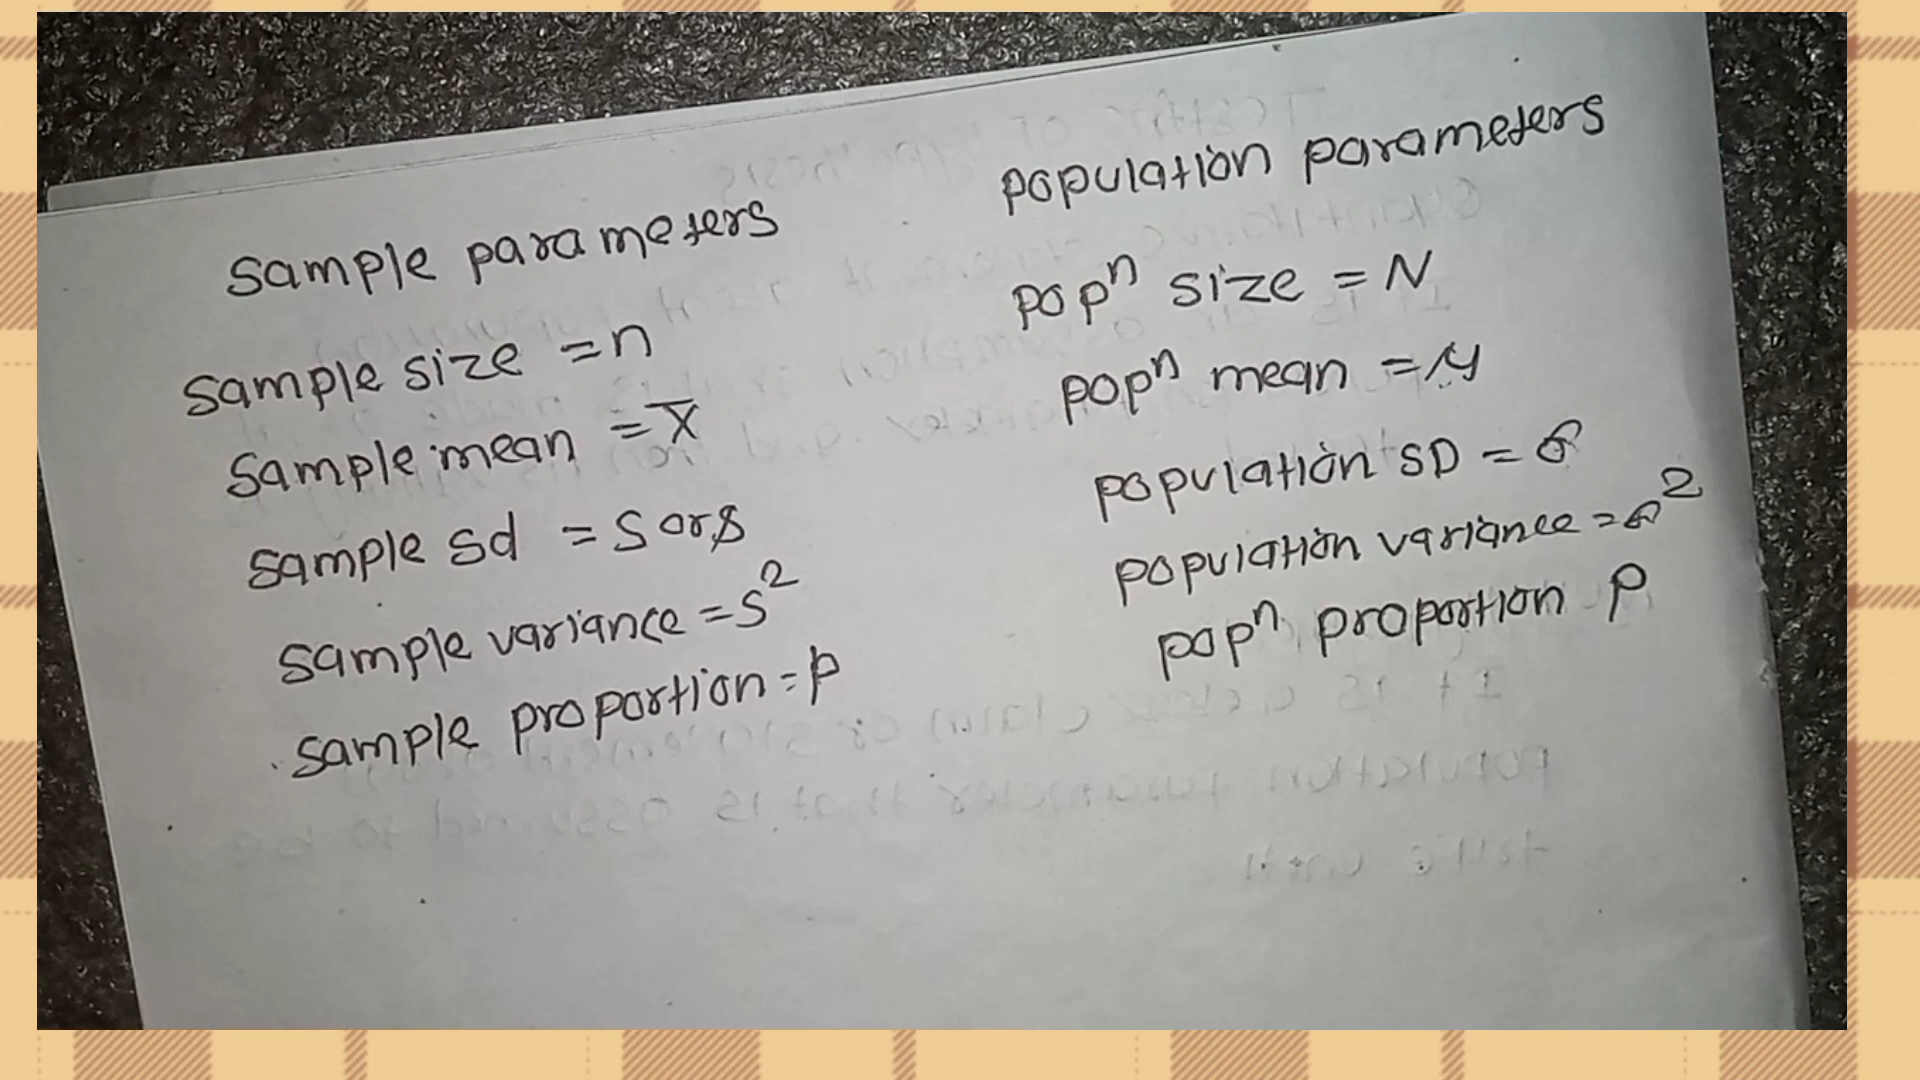 Sample parameters
Sample size = n
Sample mean = x̄
Sample sd = S or s
Sample variance = s²
Sample proportion = p
population parameters
popⁿ size = N
popⁿ mean = μ
population SD = σ
population variance = σ²
popⁿ proportion P